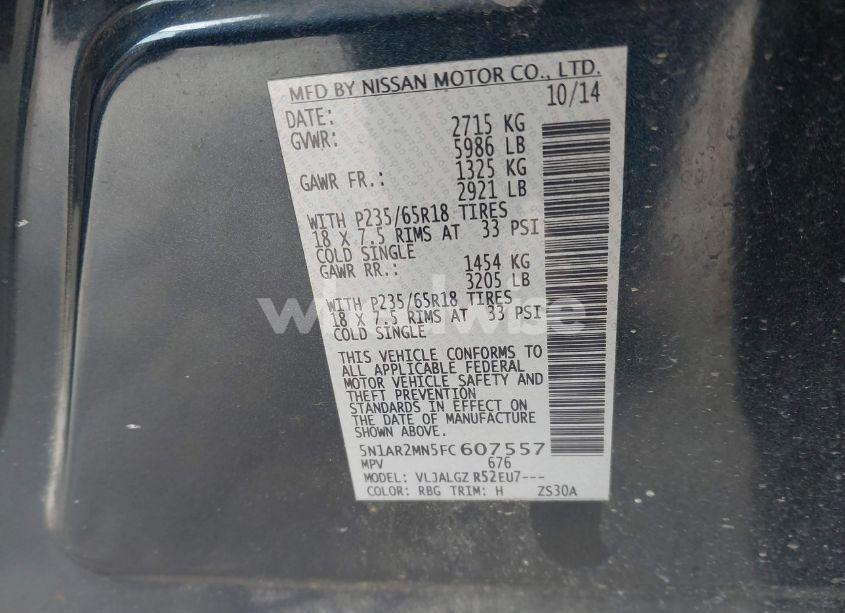 MFD BY NISSAN MOTOR CO., LTD.
DATE: 10/14
GVWR: 2715 KG
5986 LB
GAWR FR.: 1325 KG
2921 LB
WITH P235/65R18 TIRES
18 X 7.5 RIMS AT 33 PSI
COLD SINGLE
GAWR RR.: 1454 KG
3205 LB
WITH P235/65R18 TIRES
18 X 7.5 RIMS AT 33 PSI
COLD SINGLE
THIS VEHICLE CONFORMS TO
ALL APPLICABLE FEDERAL
MOTOR VEHICLE SAFETY AND
THEFT PREVENTION
STANDARDS IN EFFECT ON
THE DATE OF MANUFACTURE
SHOWN ABOVE.
5N1AR2MN5FC607557
MPV 676
MODEL: VLJALGZ R52EU7---
COLOR: RBG TRIM: H ZS30A